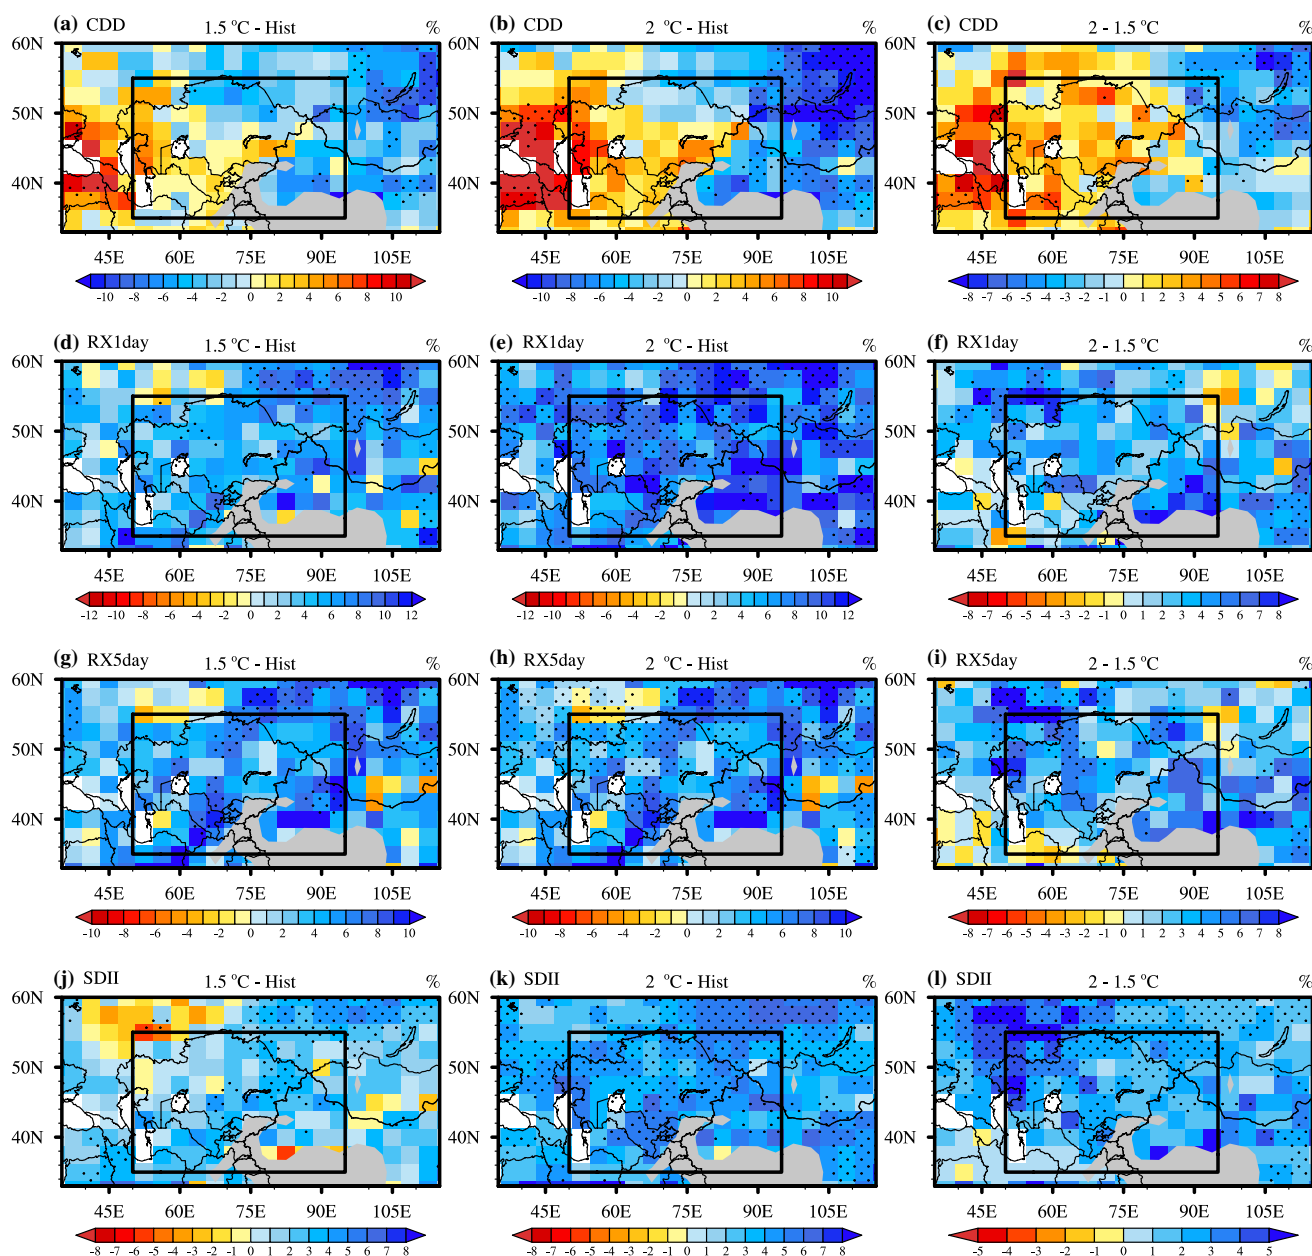 (a) CDD 1.5 °C - Hist % (b) CDD 2 °C - Hist % (c) CDD 2 - 1.5 °C %
60N 60N 60N
50N 50N 50N
40N 40N 40N
45E 60E 75E 90E 105E 45E 60E 75E 90E 105E 45E 60E 75E 90E 105E
-10 -8 -6 -4 -2 0 2 4 6 8 10 -10 -8 -6 -4 -2 0 2 4 6 8 10 -8 -7 -6 -5 -4 -3 -2 -1 0 1 2 3 4 5 6 7 8
(d) RX1day 1.5 °C - Hist % (e) RX1day 2 °C - Hist % (f) RX1day 2 - 1.5 °C %
60N 60N 60N
50N 50N 50N
40N 40N 40N
45E 60E 75E 90E 105E 45E 60E 75E 90E 105E 45E 60E 75E 90E 105E
-12 -10 -8 -6 -4 -2 0 2 4 6 8 10 12 -12 -10 -8 -6 -4 -2 0 2 4 6 8 10 12 -8 -7 -6 -5 -4 -3 -2 -1 0 1 2 3 4 5 6 7 8
(g) RX5day 1.5 °C - Hist % (h) RX5day 2 °C - Hist % (i) RX5day 2 - 1.5 °C %
60N 60N 60N
50N 50N 50N
40N 40N 40N
45E 60E 75E 90E 105E 45E 60E 75E 90E 105E 45E 60E 75E 90E 105E
-10 -8 -6 -4 -2 0 2 4 6 8 10 -10 -8 -6 -4 -2 0 2 4 6 8 10 -8 -7 -6 -5 -4 -3 -2 -1 0 1 2 3 4 5 6 7 8
(j) SDII 1.5 °C - Hist % (k) SDII 2 °C - Hist % (l) SDII 2 - 1.5 °C %
60N 60N 60N
50N 50N 50N
40N 40N 40N
45E 60E 75E 90E 105E 45E 60E 75E 90E 105E 45E 60E 75E 90E 105E
-8 -7 -6 -5 -4 -3 -2 -1 0 1 2 3 4 5 6 7 8 -8 -7 -6 -5 -4 -3 -2 -1 0 1 2 3 4 5 6 7 8 -5 -4 -3 -2 -1 0 1 2 3 4 5